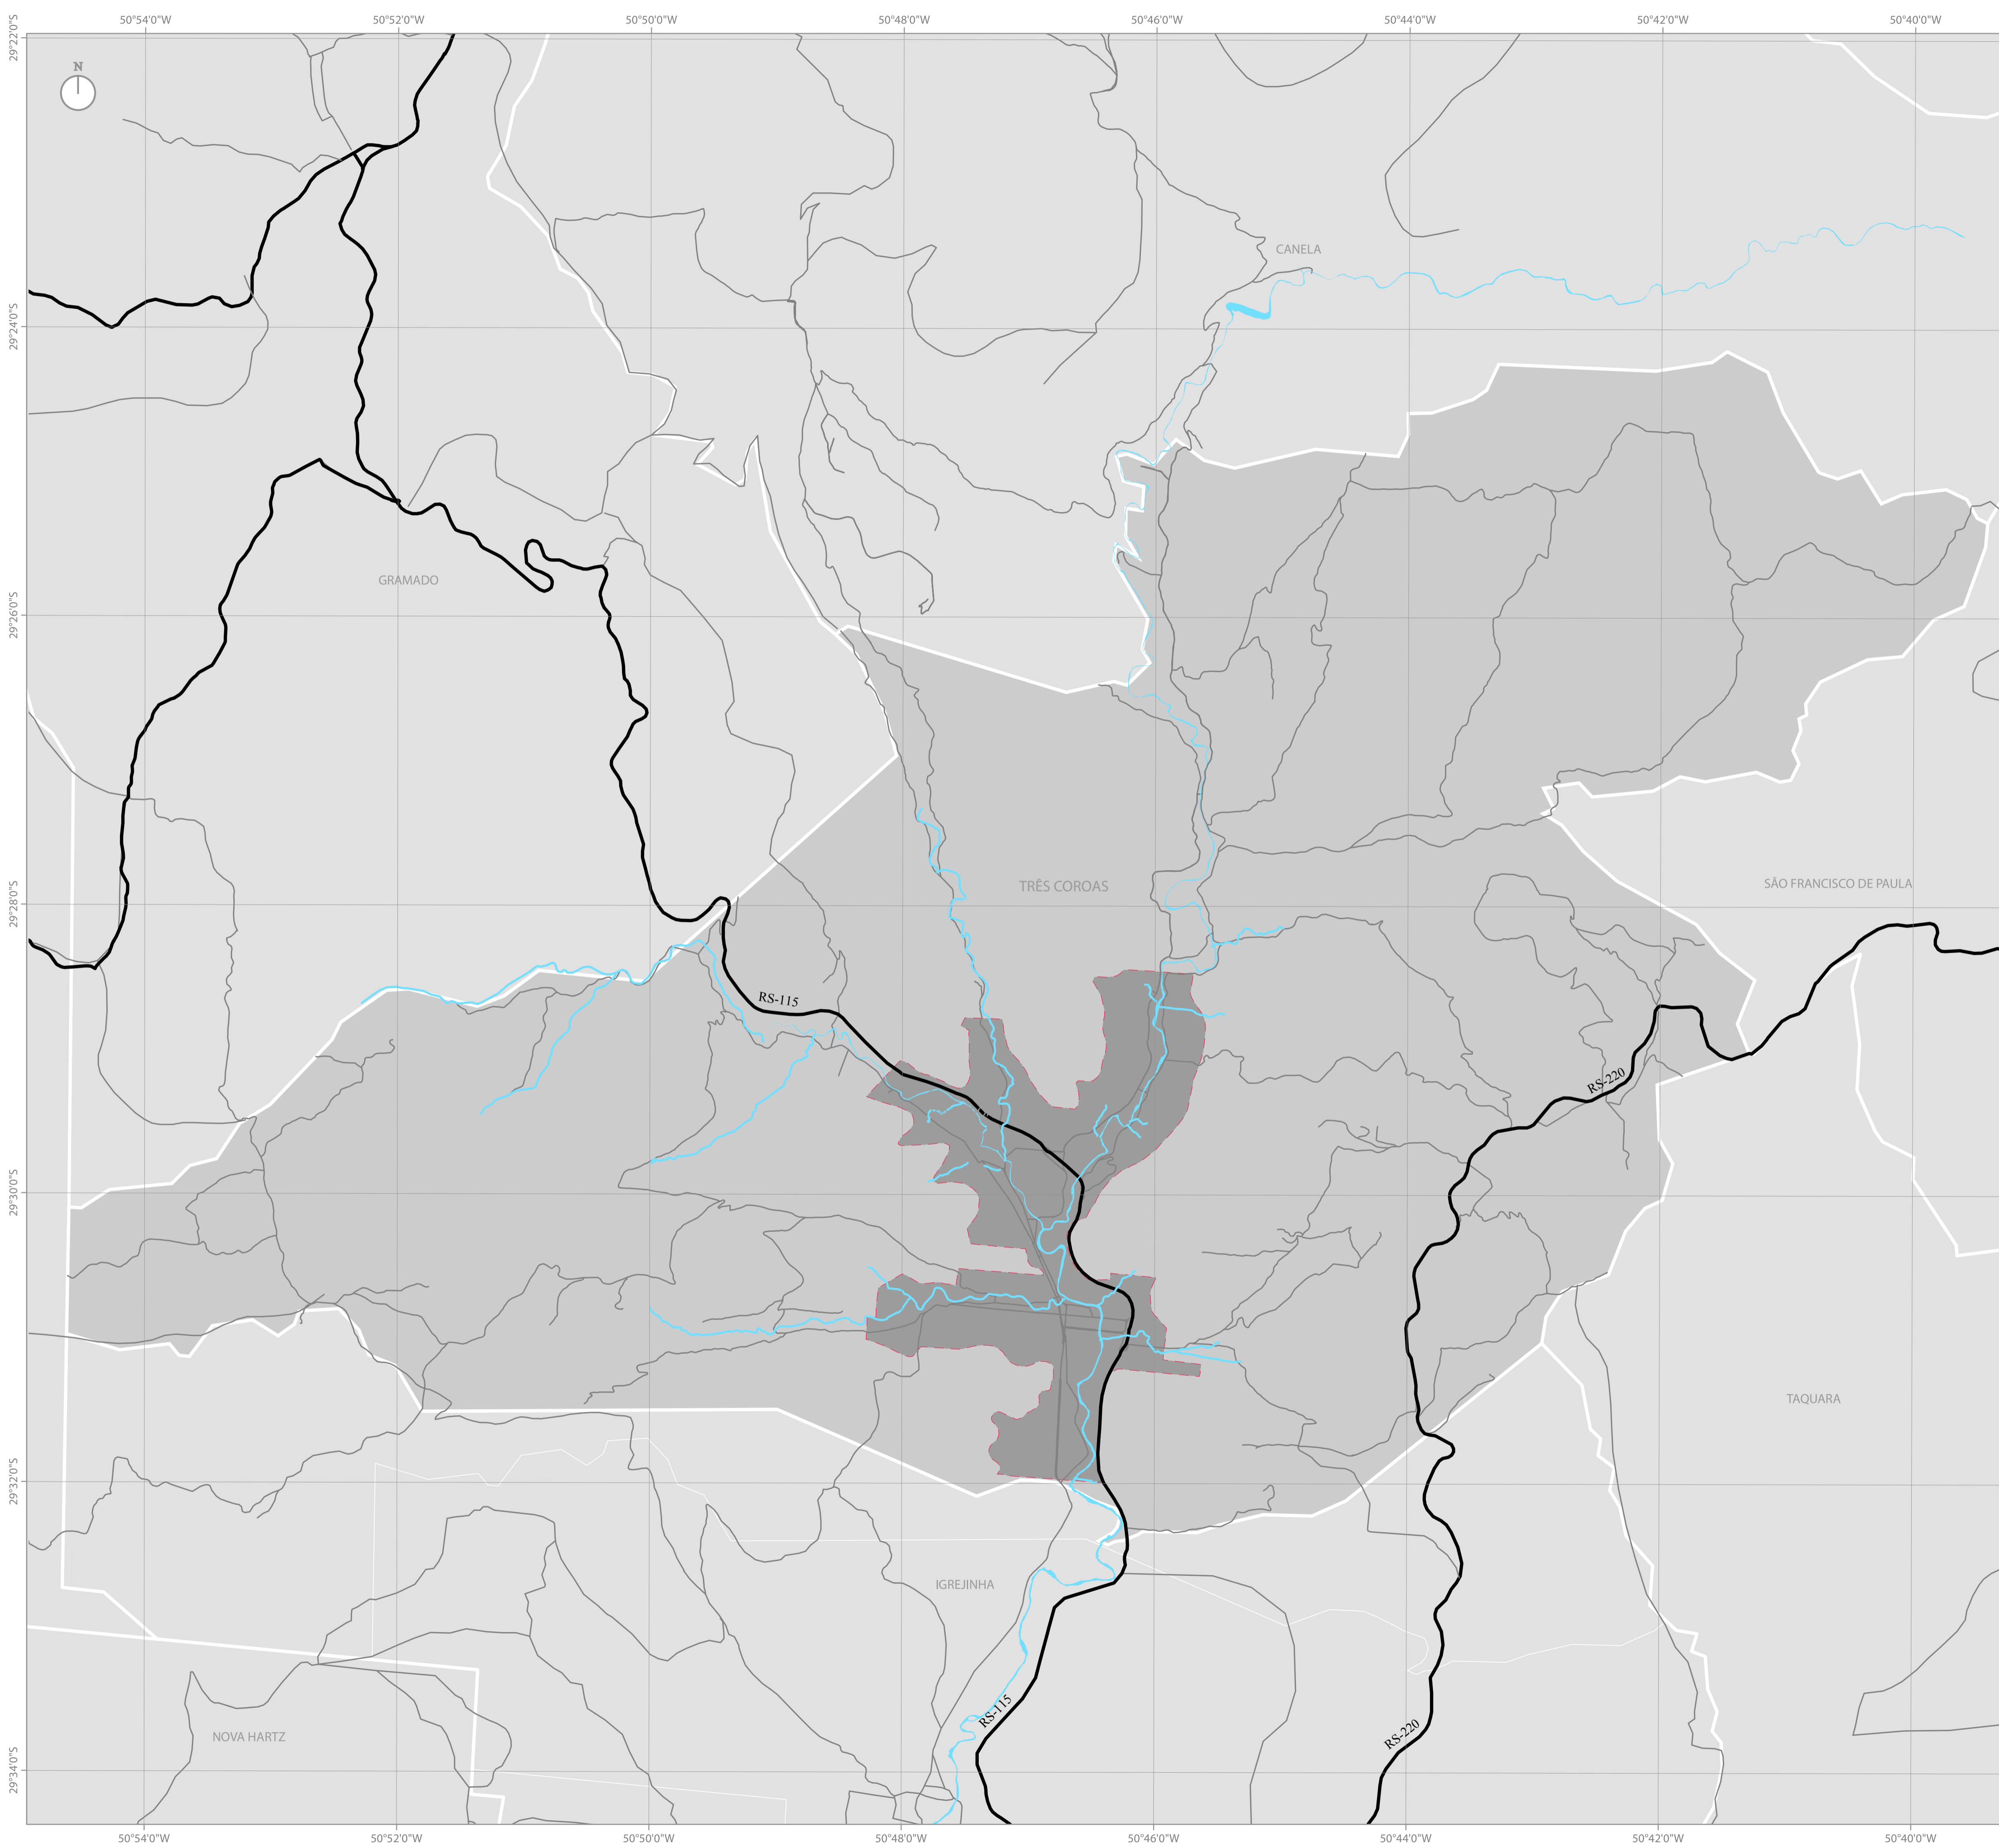 50°54'0"W 50°52'0"W 50°50'0"W 50°48'0"W 50°46'0"W 50°44'0"W 50°42'0"W 50°40'0"W
29°22'0"S
N
CANELA
29°24'0"S
GRAMADO
29°26'0"S
TRÊS COROAS
SÃO FRANCISCO DE PAULA
29°28'0"S
RS-115
RS-220
29°30'0"S
TAQUARA
29°32'0"S
IGREJINHA
RS-115
RS-220
NOVA HARTZ
29°34'0"S
50°54'0"W 50°52'0"W 50°50'0"W 50°48'0"W 50°46'0"W 50°44'0"W 50°42'0"W 50°40'0"W